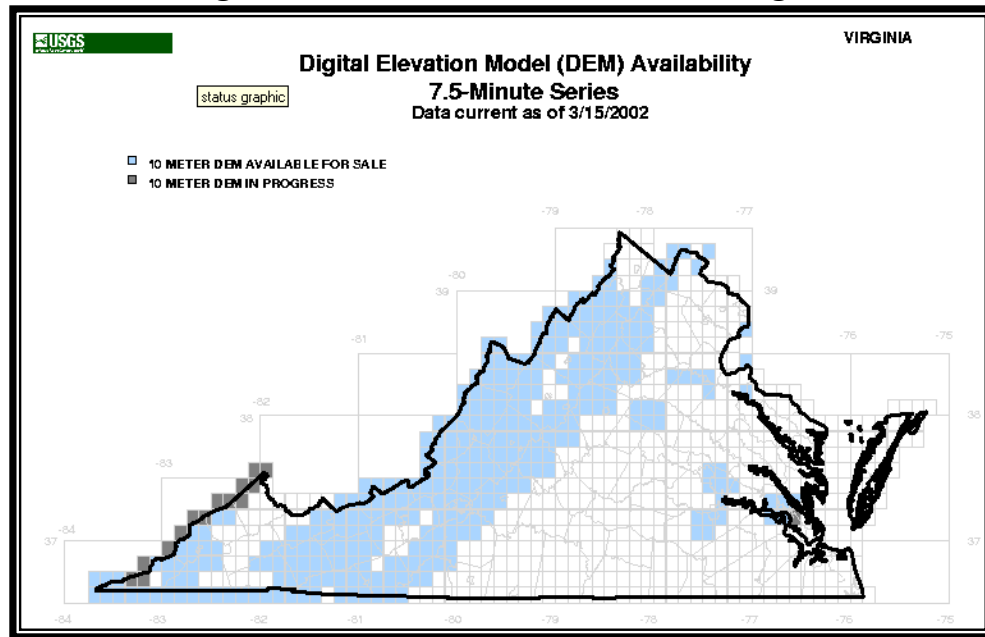 USGS
VIRGINIA
Digital Elevation Model (DEM) Availability
7.5-Minute Series
Data current as of 3/15/2002
status graphic
10 METER DEM AVAILABLE FOR SALE
10 METER DEM IN PROGRESS
-79 -78 -77
-80
39 39
-81 -76 -75
-82
38 38
-83
-84
37 37
-84 -83 -82 -81 -80 -79 -78 -77 -76 -75